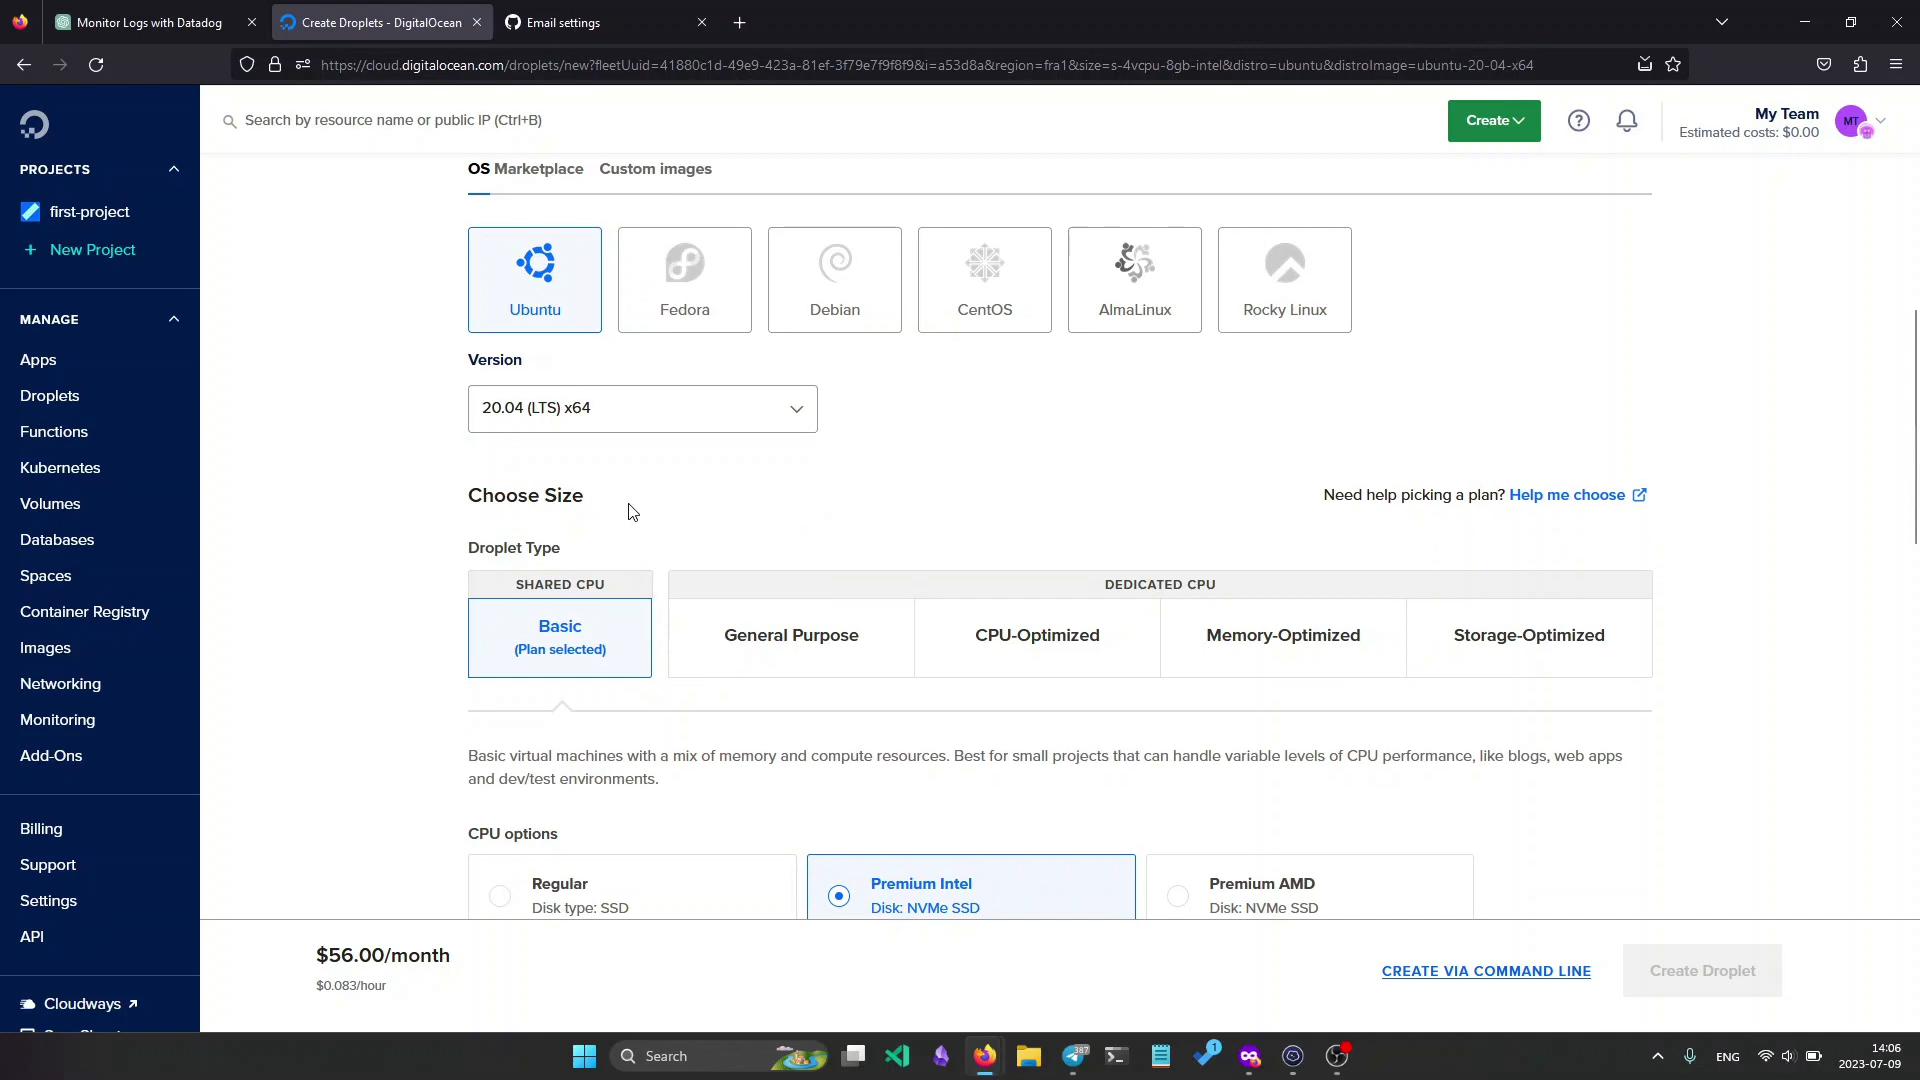 Monitor Logs with Datadog
Create Droplets - DigitalOcean
Email settings
https://cloud.digitalocean.com/droplets/new?fleetUuid=41880c1d-49e9-423a-81ef-3f79e7f9f8f9&i=a53d8a&region=fra1&size=s-4vcpu-8gb-intel&distro=ubuntu&distroImage=ubuntu-20-04-x64
Search by resource name or public IP (Ctrl+B)
Create
My Team
Estimated costs: $0.00
MT
PROJECTS
first-project
+ New Project
MANAGE
Apps
Droplets
Functions
Kubernetes
Volumes
Databases
Spaces
Container Registry
Images
Networking
Monitoring
Add-Ons
Billing
Support
Settings
API
Cloudways
OS Marketplace Custom images
Ubuntu
Fedora
Debian
CentOS
AlmaLinux
Rocky Linux
Version
20.04 (LTS) x64
Choose Size
Need help picking a plan? Help me choose
Droplet Type
SHARED CPU
DEDICATED CPU
Basic
(Plan selected)
General Purpose
CPU-Optimized
Memory-Optimized
Storage-Optimized
Basic virtual machines with a mix of memory and compute resources. Best for small projects that can handle variable levels of CPU performance, like blogs, web apps
and dev/test environments.
CPU options
Regular
Disk type: SSD
Premium Intel
Disk: NVMe SSD
Premium AMD
Disk: NVMe SSD
$56.00/month
$0.083/hour
CREATE VIA COMMAND LINE
Create Droplet
Search
387
1
ENG
14:06
2023-07-09